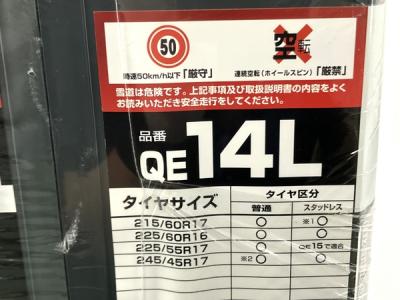 50
空転
時速50km/h以下「厳守」
連続空転(ホイールスピン)「厳禁」
雪道は危険です。上記事項及び取扱説明書の内容をよく
お読みいただき安全走行をしてください。
品番
QE14L
タイヤサイズ
タイヤ区分
普通
スタッドレス
215/60R17 ○ ※1○
225/60R16 ○ ○
225/55R17 ○ QE15で適合
245/45R17 ※2○ ○